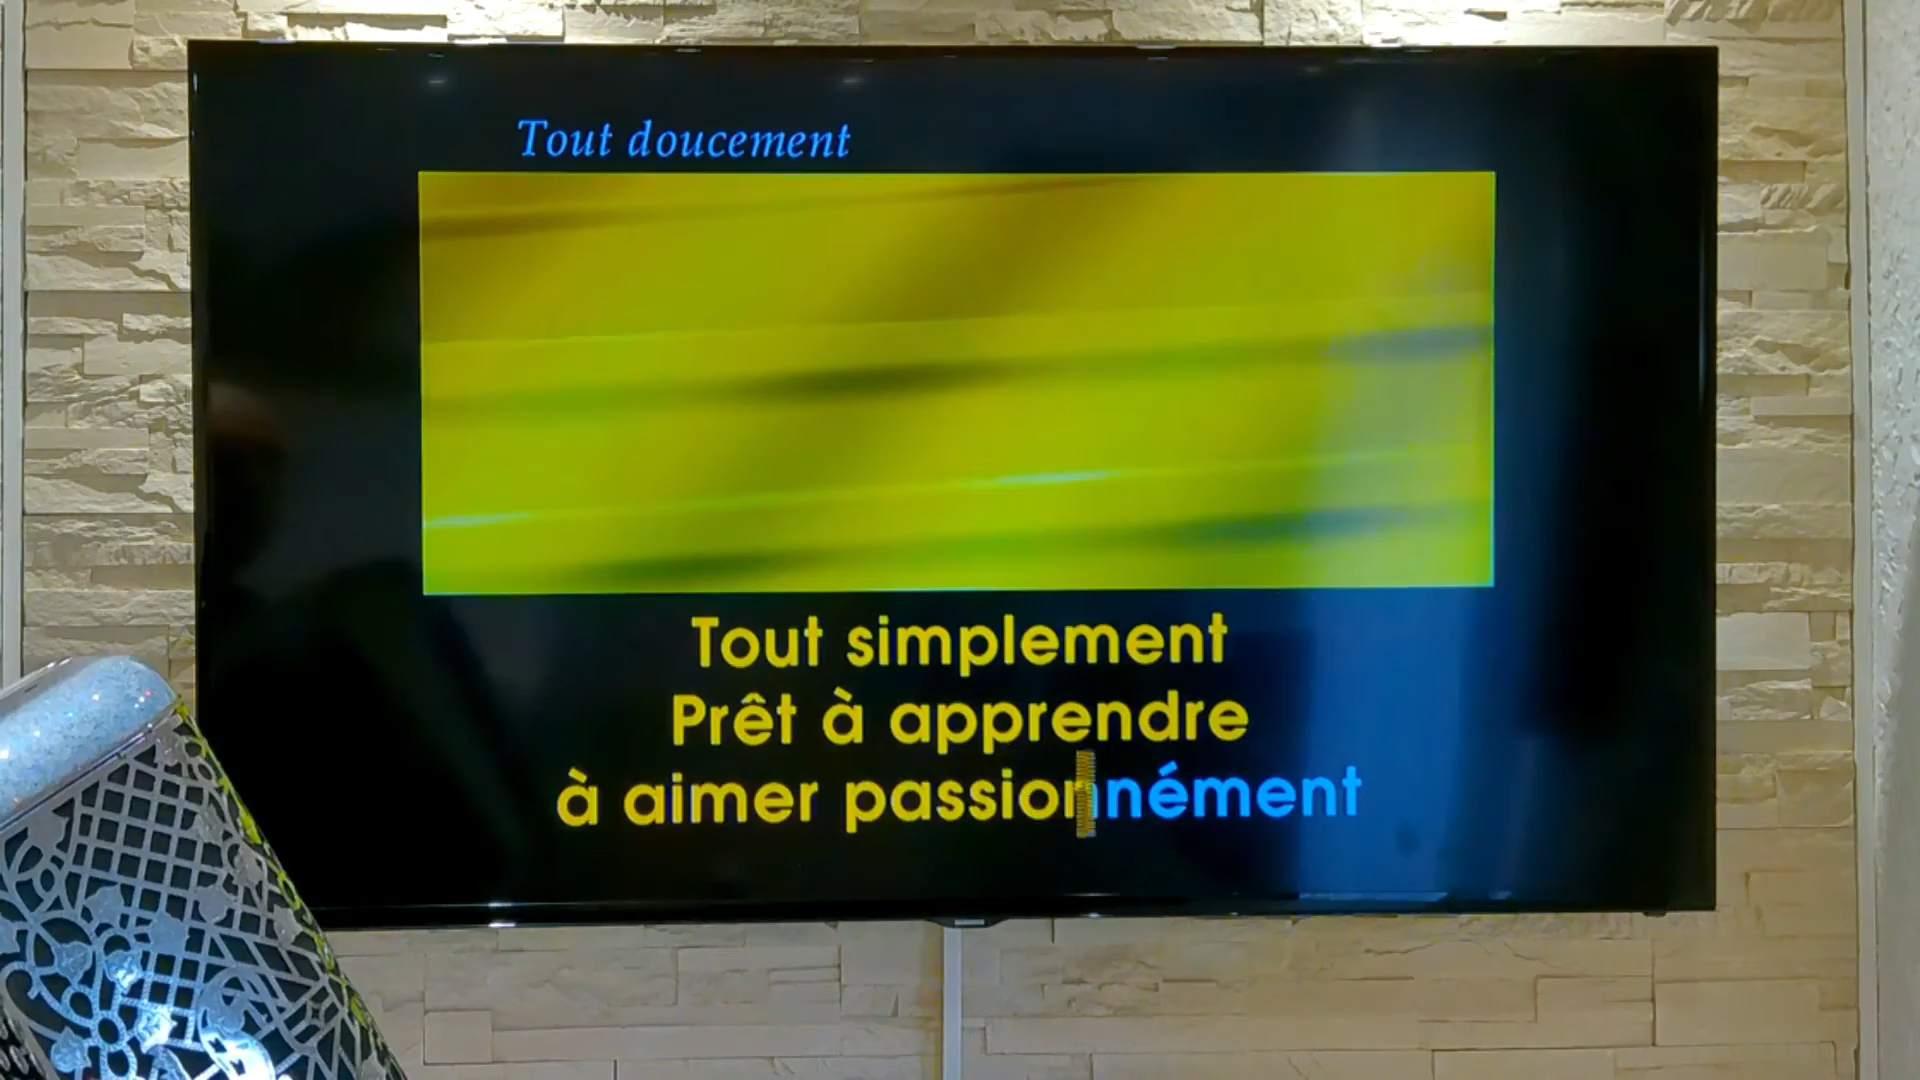 Tout doucement
Tout simplement
Prêt à apprendre
à aimer passionnément